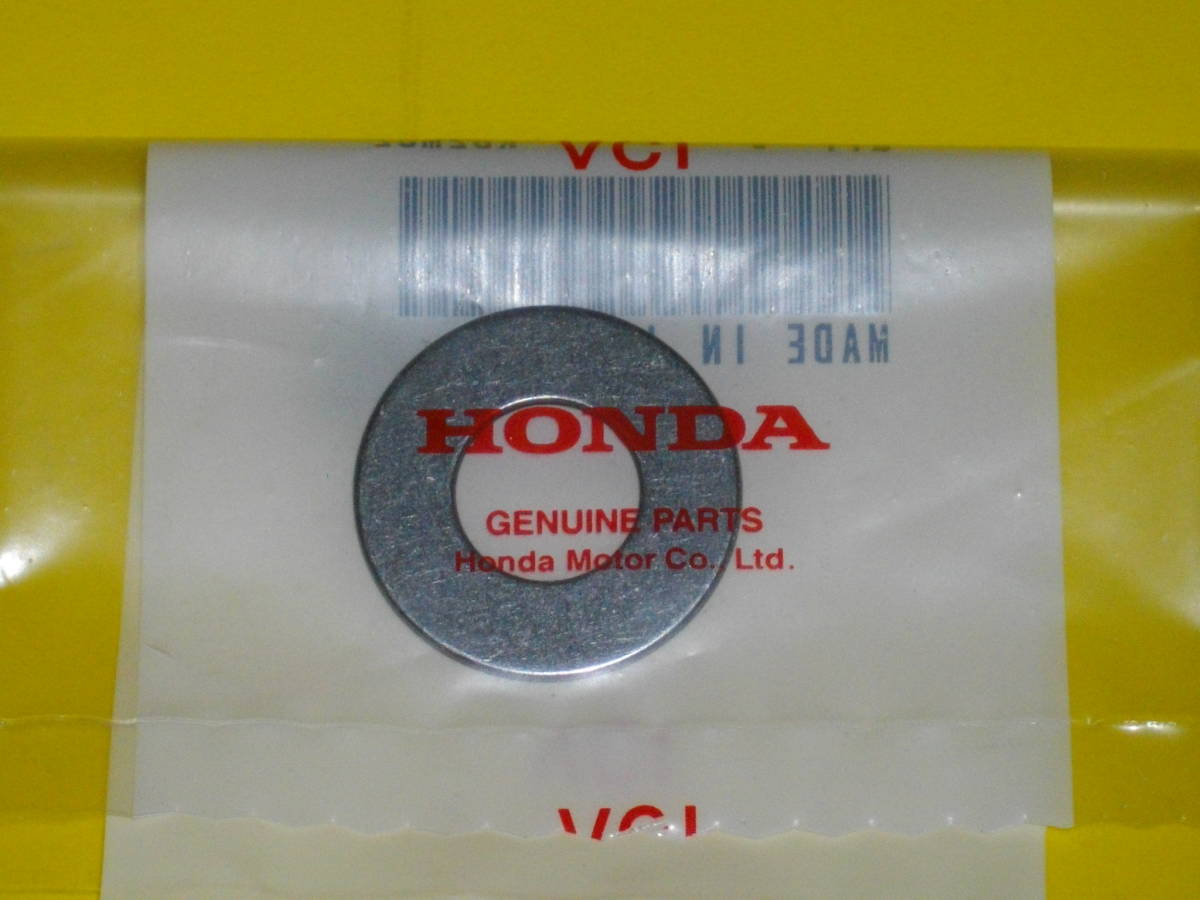 VCI
MADE IN
HONDA
GENUINE PARTS
Honda Motor Co., Ltd.
VCI